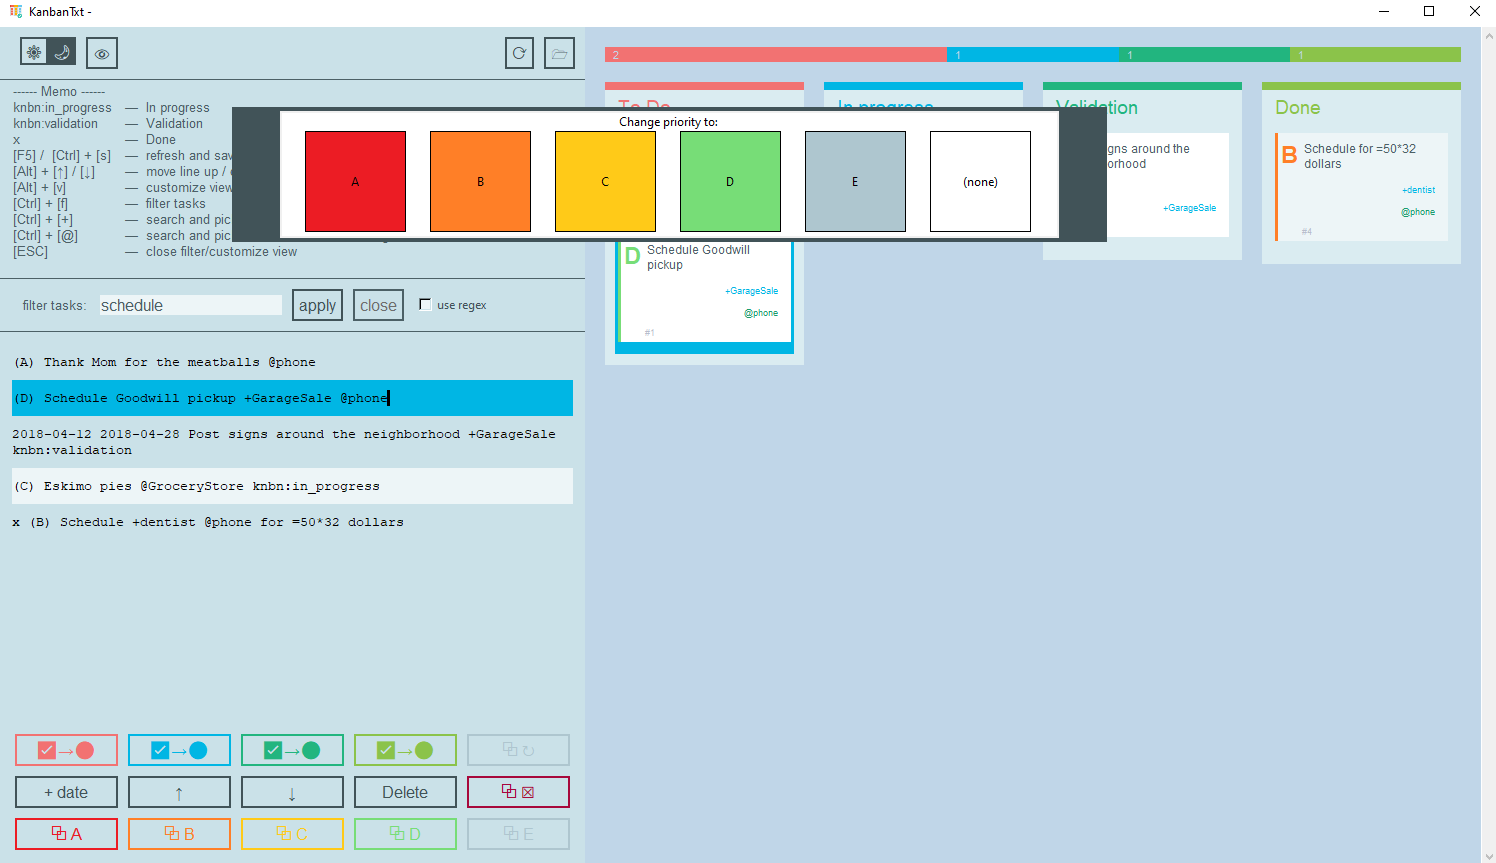 KanbanTxt -
------ Memo ------
knbn:in_progress — In progress
knbn:validation — Validation
x — Done
[F5] / [Ctrl] + [s] — refresh and sav
[Alt] + [↑] / [↓] — move line up /
[Alt] + [v] — customize view
[Ctrl] + [f] — filter tasks
[Ctrl] + [+] — search and pic
[Ctrl] + [@] — search and pic
[ESC] — close filter/customize view
filter tasks: schedule apply close use regex
(A) Thank Mom for the meatballs @phone
(D) Schedule Goodwill pickup +GarageSale @phone
2018-04-12 2018-04-28 Post signs around the neighborhood +GarageSale
knbn:validation
(C) Eskimo pies @GroceryStore knbn:in_progress
x (B) Schedule +dentist @phone for =50*32 dollars
+ date ↑ ↓ Delete
A B C D E
2 1 1 1
Change priority to:
A B C D E (none)
To Do
D Schedule Goodwill
pickup
+GarageSale
@phone
#1
In progress
Validation
gns around the
orhood
+GarageSale
Done
B Schedule for =50*32
dollars
+dentist
@phone
#4